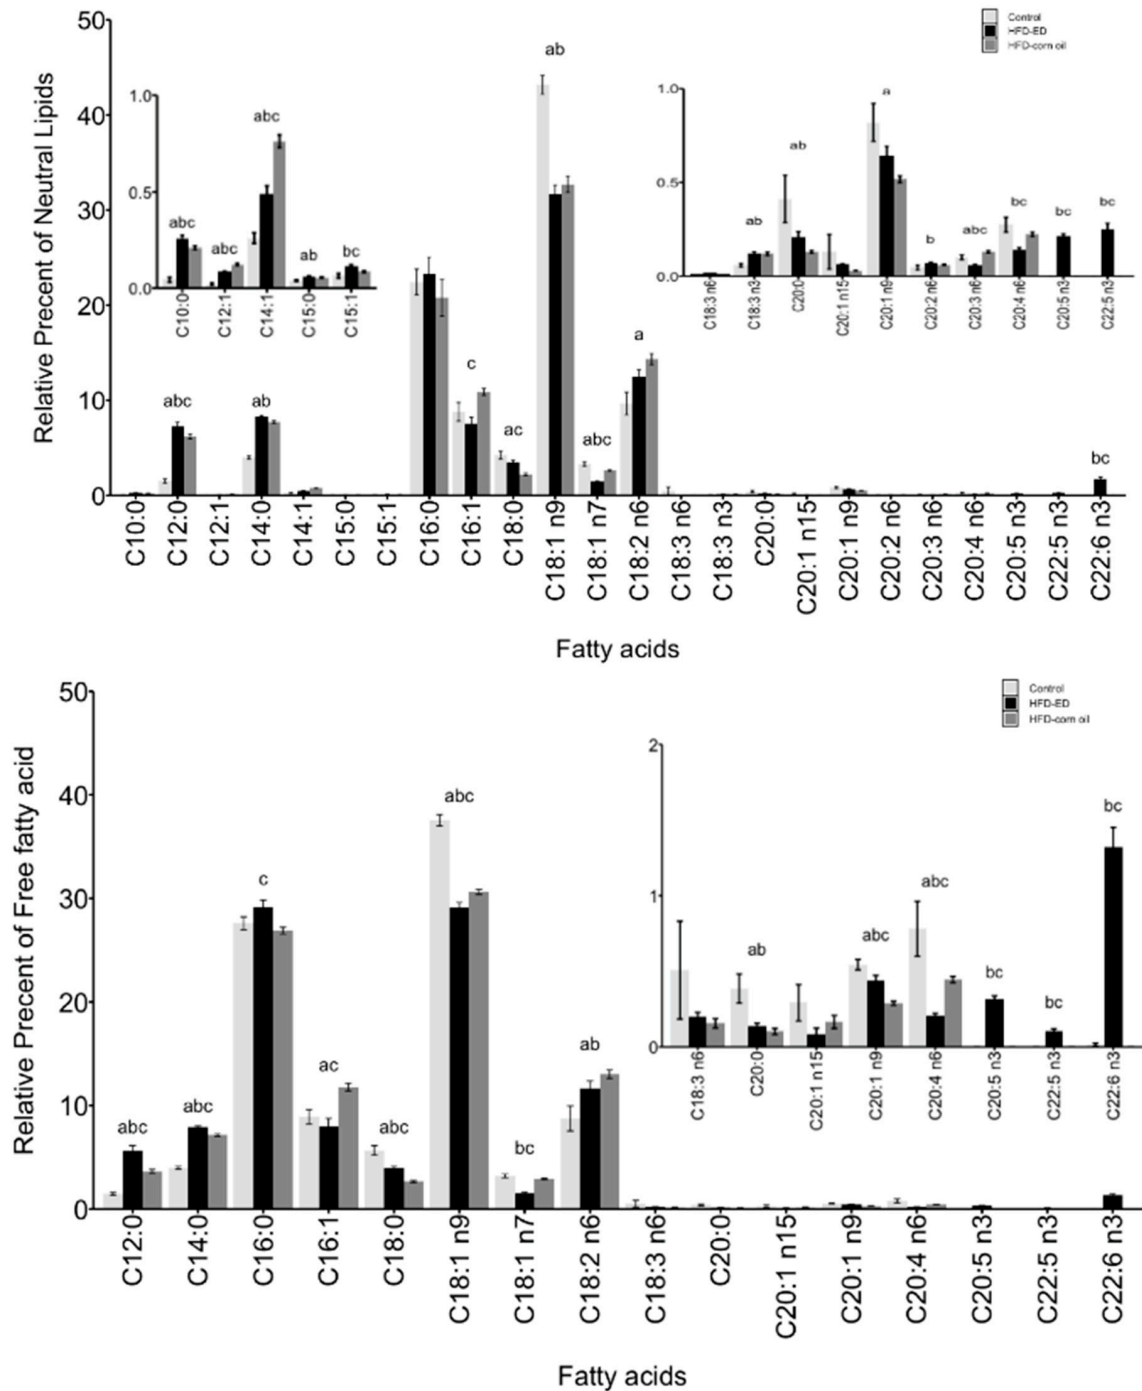 Relative Precent of Neutral Lipids
50
40
30
20
10
0
Control
HFD-ED
HFD-corn oil
1.0
0.5
0.0
abc
abc
abc
ab
bc
C10:0
C12:1
C14:1
C15:0
C15:1
1.0
0.5
0.0
ab
ab
a
b
abc
bc
bc
bc
C18:3 n6
C18:3 n3
C20:0
C20:1 n15
C20:1 n9
C20:2 n6
C20:3 n6
C20:4 n6
C20:5 n3
C22:5 n3
abc
ab
c
ac
ab
abc
a
bc
C10:0
C12:0
C12:1
C14:0
C14:1
C15:0
C15:1
C16:0
C16:1
C18:0
C18:1 n9
C18:1 n7
C18:2 n6
C18:3 n6
C18:3 n3
C20:0
C20:1 n15
C20:1 n9
C20:2 n6
C20:3 n6
C20:4 n6
C20:5 n3
C22:5 n3
C22:6 n3
Fatty acids
Relative Precent of Free fatty acid
50
40
30
20
10
0
Control
HFD-ED
HFD-corn oil
2
1
0
ab
abc
abc
bc
bc
bc
C18:3 n6
C20:0
C20:1 n15
C20:1 n9
C20:4 n6
C20:5 n3
C22:5 n3
C22:6 n3
abc
abc
c
ac
abc
abc
bc
ab
C12:0
C14:0
C16:0
C16:1
C18:0
C18:1 n9
C18:1 n7
C18:2 n6
C18:3 n6
C20:0
C20:1 n15
C20:1 n9
C20:4 n6
C20:5 n3
C22:5 n3
C22:6 n3
Fatty acids